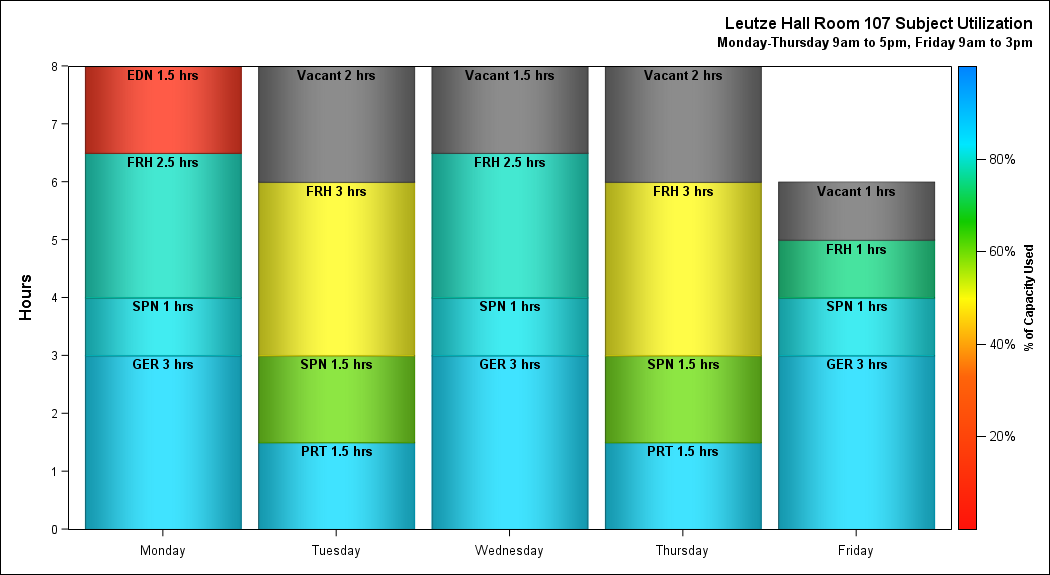 Leutze Hall Room 107 Subject Utilization
Monday-Thursday 9am to 5pm, Friday 9am to 3pm
Hours
8
7
6
5
4
3
2
1
0
EDN 1.5 hrs
FRH 2.5 hrs
SPN 1 hrs
GER 3 hrs
Vacant 2 hrs
FRH 3 hrs
SPN 1.5 hrs
PRT 1.5 hrs
Vacant 1.5 hrs
FRH 2.5 hrs
SPN 1 hrs
GER 3 hrs
Vacant 2 hrs
FRH 3 hrs
SPN 1.5 hrs
PRT 1.5 hrs
Vacant 1 hrs
FRH 1 hrs
SPN 1 hrs
GER 3 hrs
Monday
Tuesday
Wednesday
Thursday
Friday
80%
60%
40%
20%
% of Capacity Used